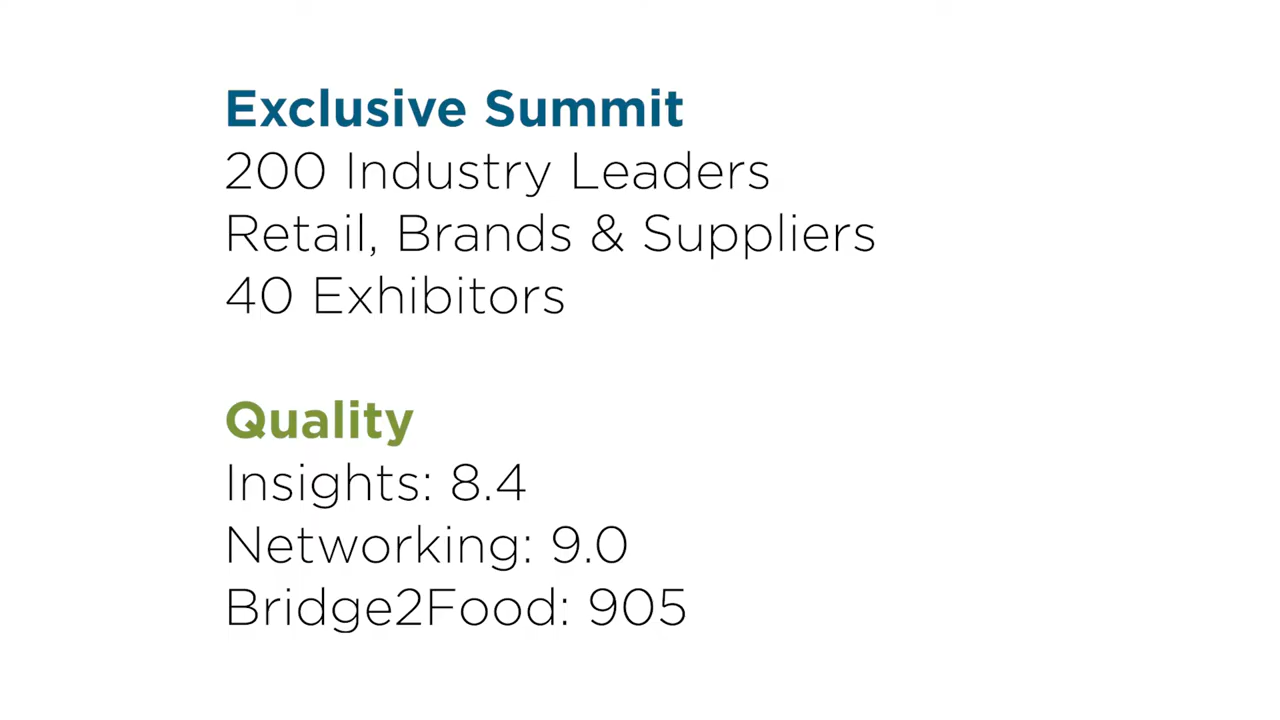 Exclusive Summit
200 Industry Leaders
Retail, Brands & Suppliers
40 Exhibitors
Quality
Insights: 8.4
Networking: 9.0
Bridge2Food: 905